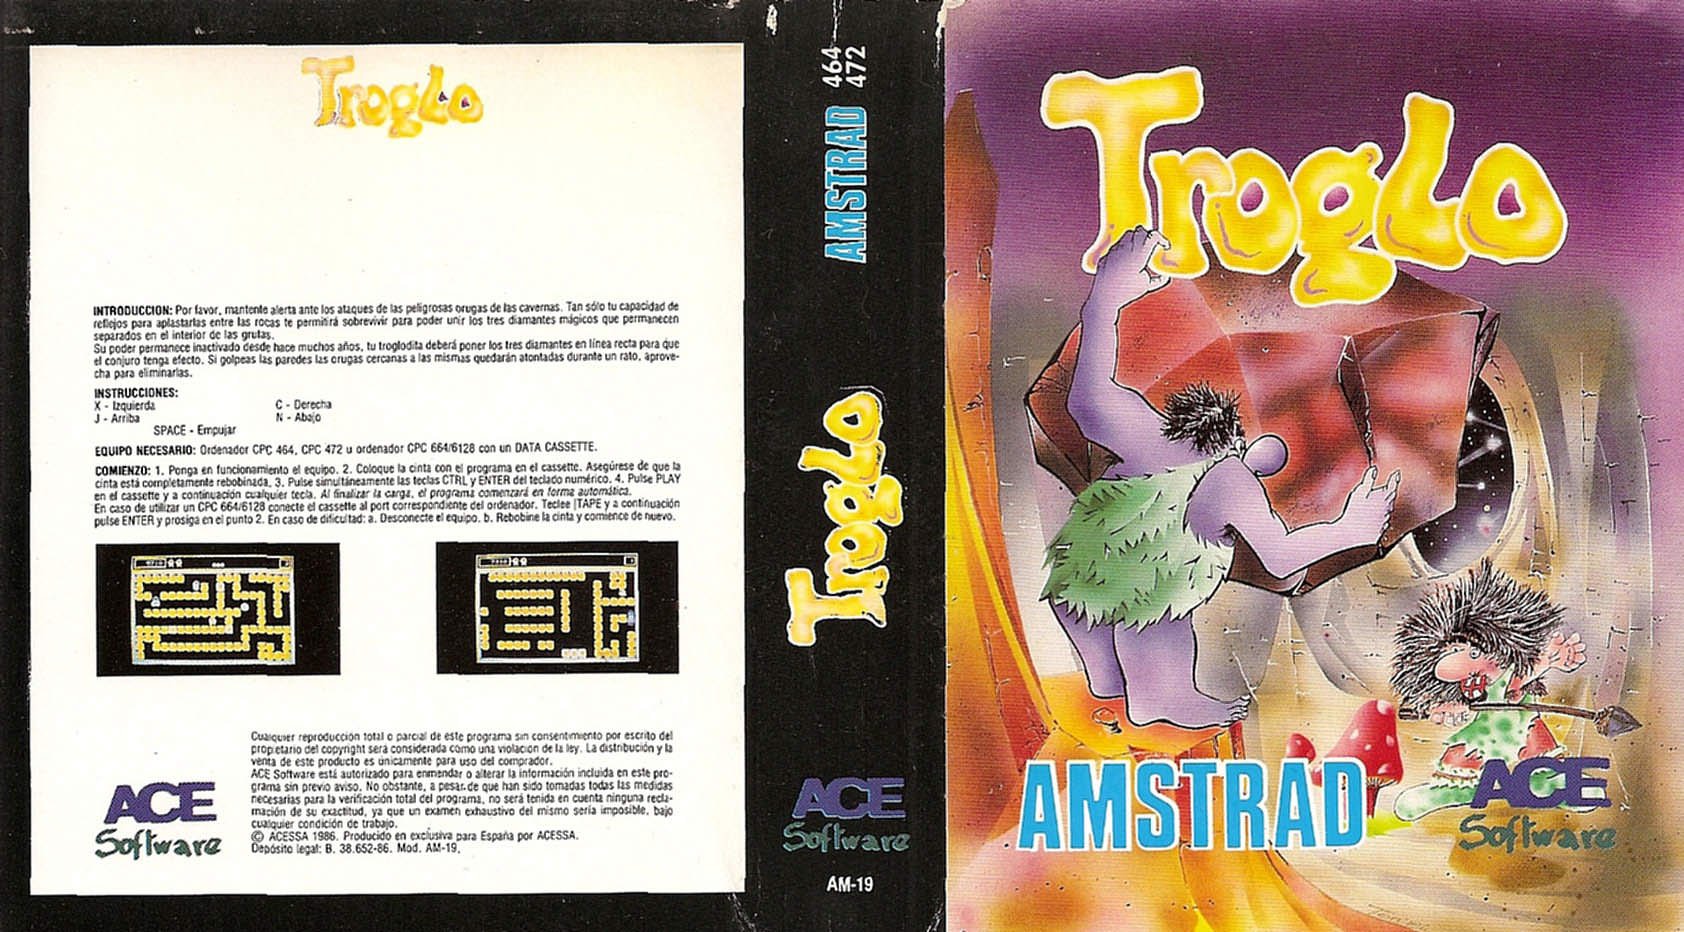 Troglo
INTRODUCCION: Por favor, mantente alerta ante los ataques de las peligrosas orugas de las cavernas. Tan sólo tu capacidad de
reflejos para aplastarlas entre las rocas te permitirá sobrevivir para poder unir los tres diamantes mágicos que permanecen
separados en el interior de las grutas.
Su poder permanece inactivado desde hace muchos años, tu troglodita deberá poner los tres diamantes en línea recta para que
el conjuro tenga efecto. Si golpeas las paredes las orugas cercanas a las mismas quedarán atontadas durante un rato, aprove-
cha para eliminarlas.
INSTRUCCIONES:
X - Izquierda C - Derecha
J - Arriba N - Abajo
SPACE - Empujar
EQUIPO NECESARIO: Ordenador CPC 464, CPC 472 u ordenador CPC 664/6128 con un DATA CASSETTE.
COMIENZO: 1. Ponga en funcionamiento el equipo. 2. Coloque la cinta con el programa en el cassette. Asegúrese de que la
cinta está completamente rebobinada, 3. Pulse simultáneamente las teclas CTRL y ENTER del teclado numérico. 4. Pulse PLAY
en el cassette y a continuación cualquier tecla. Al finalizar la carga, el programa comenzará en forma automática.
En caso de utilizar un CPC 664/6128 conecte el cassette al port correspondiente del ordenador. Teclee |TAPE y a continuación
pulse ENTER y prosiga en el punto 2. En caso de dificultad: a. Desconecte el equipo. b. Rebobine la cinta y comience de nuevo.
Cualquier reproducción total o parcial de este programa sin consentimiento por escrito del
propietario del copyright será considerada como una violación de la ley. La distribución y la
venta de este producto es únicamente para uso del comprador.
ACE Software está autorizado para enmendar o alterar la información incluida en este pro-
grama sin previo aviso. No obstante, a pesar de que han sido tomadas todas las medidas
necesarias para la verificación total del programa, no será tenida en cuenta ninguna recla-
mación de su exactitud, ya que un examen exhaustivo del mismo sería imposible, bajo
cualquier condición de trabajo.
© ACESSA 1986. Producido en exclusiva para España por ACESSA.
Depósito legal: B. 38.652-86. Mod. AM-19.
ACE
Software
AMSTRAD 464
472
Troglo
ACE
Software
AM-19
Troglo
AMSTRAD
ACE
Software